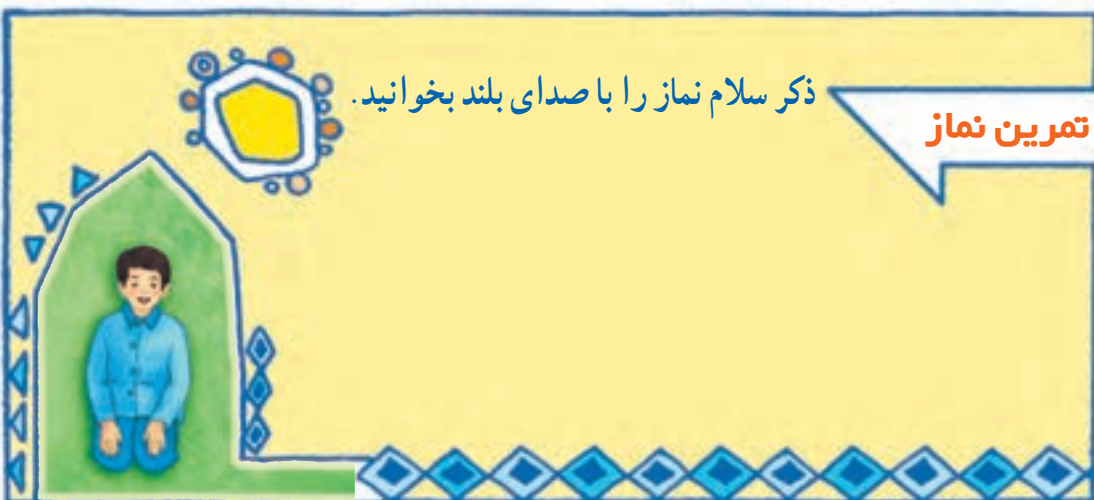 تمرین نماز
ذکر سلام نماز را با صدای بلند بخوانید.